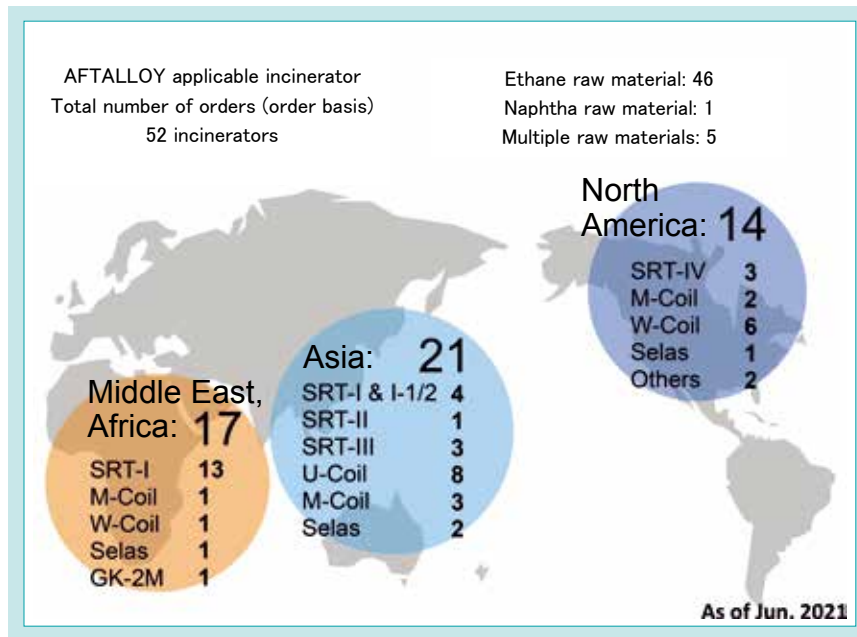 AFTALLOY applicable incinerator
Total number of orders (order basis)
52 incinerators
Ethane raw material: 46
Naphtha raw material: 1
Multiple raw materials: 5
North
America: 14
SRT-IV 3
M-Coil 2
W-Coil 6
Selas 1
Others 2
Asia: 21
SRT-I & I-1/2 4
SRT-II 1
SRT-III 3
U-Coil 8
M-Coil 3
Selas 2
Middle East,
Africa: 17
SRT-I 13
M-Coil 1
W-Coil 1
Selas 1
GK-2M 1
As of Jun. 2021